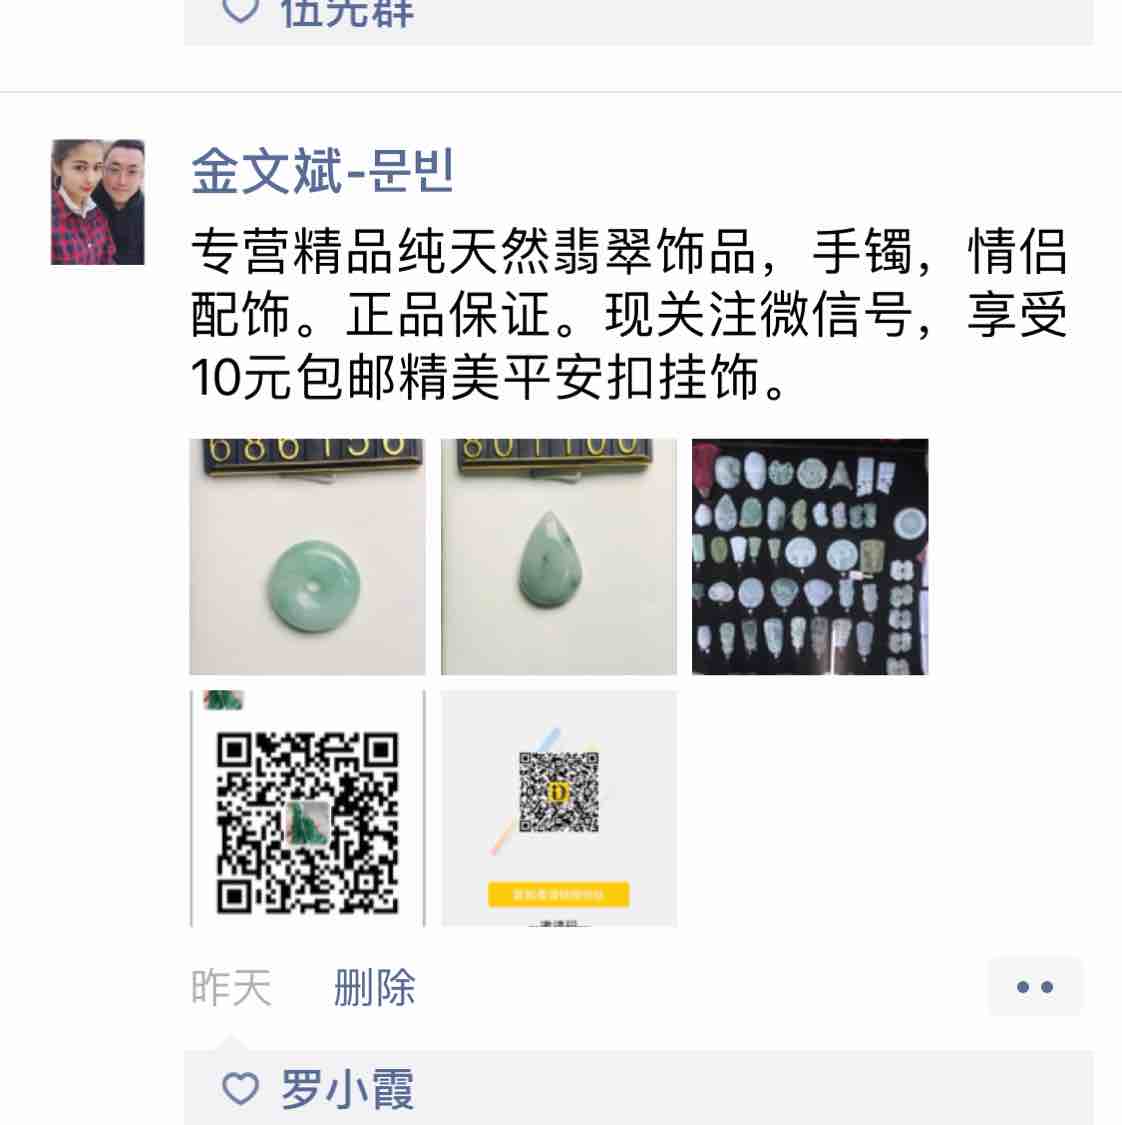 伍先群
金文斌-문빈
专营精品纯天然翡翠饰品，手镯，情侣
配饰。正品保证。现关注微信号，享受
10元包邮精美平安扣挂饰。
686156
801100
昨天 删除
罗小霞